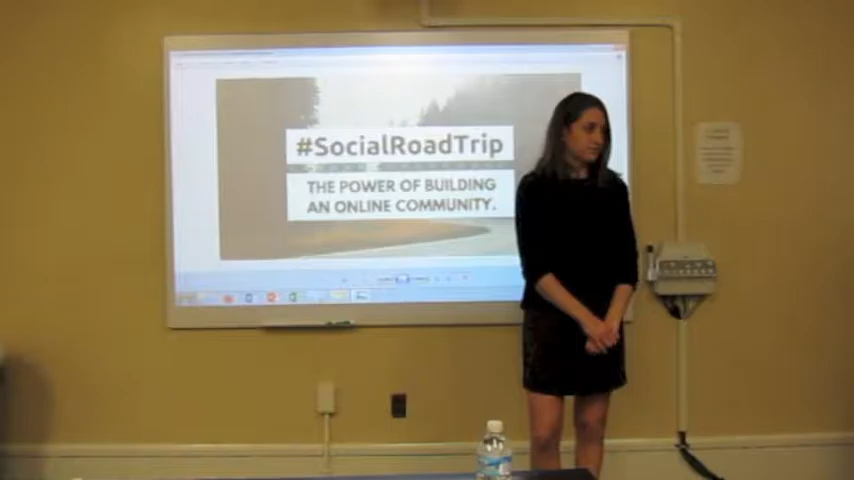 #SocialRoadTrip
THE POWER OF BUILDING
AN ONLINE COMMUNITY.